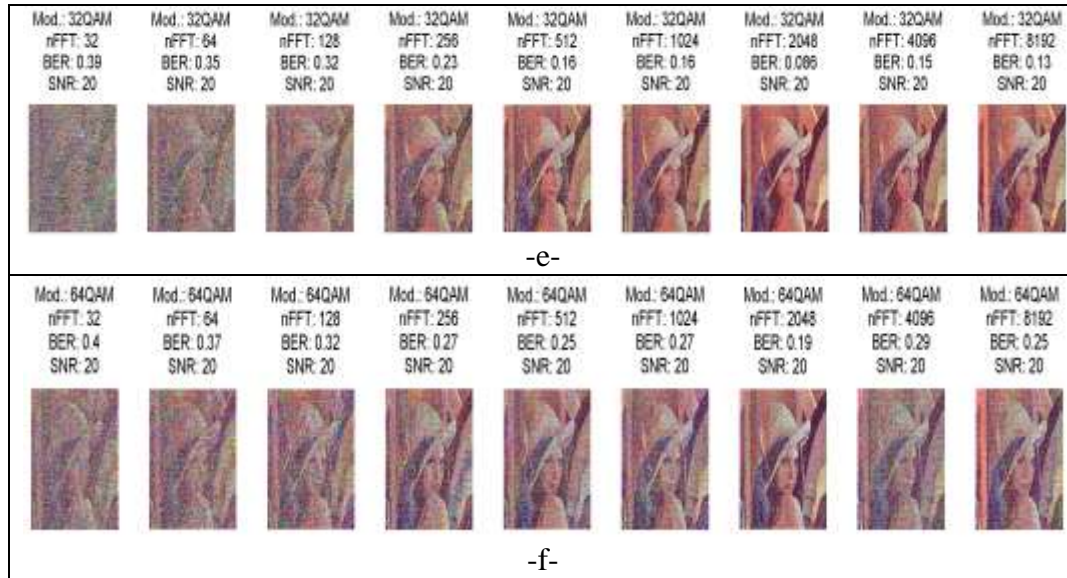 Mod.: 32QAM Mod.: 32QAM Mod.: 32QAM Mod.: 32QAM Mod.: 32QAM Mod.: 32QAM Mod.: 32QAM Mod.: 32QAM Mod.: 32QAM
nFFT: 32 nFFT: 64 nFFT: 128 nFFT: 256 nFFT: 512 nFFT: 1024 nFFT: 2048 nFFT: 4096 nFFT: 8192
BER: 0.39 BER: 0.35 BER: 0.32 BER: 0.23 BER: 0.16 BER: 0.16 BER: 0.086 BER: 0.15 BER: 0.13
SNR: 20 SNR: 20 SNR: 20 SNR: 20 SNR: 20 SNR: 20 SNR: 20 SNR: 20 SNR: 20
-e-
Mod.: 64QAM Mod.: 64QAM Mod.: 64QAM Mod.: 64QAM Mod.: 64QAM Mod.: 64QAM Mod.: 64QAM Mod.: 64QAM Mod.: 64QAM
nFFT: 32 nFFT: 64 nFFT: 128 nFFT: 256 nFFT: 512 nFFT: 1024 nFFT: 2048 nFFT: 4096 nFFT: 8192
BER: 0.4 BER: 0.37 BER: 0.32 BER: 0.27 BER: 0.25 BER: 0.27 BER: 0.19 BER: 0.29 BER: 0.25
SNR: 20 SNR: 20 SNR: 20 SNR: 20 SNR: 20 SNR: 20 SNR: 20 SNR: 20 SNR: 20
-f-